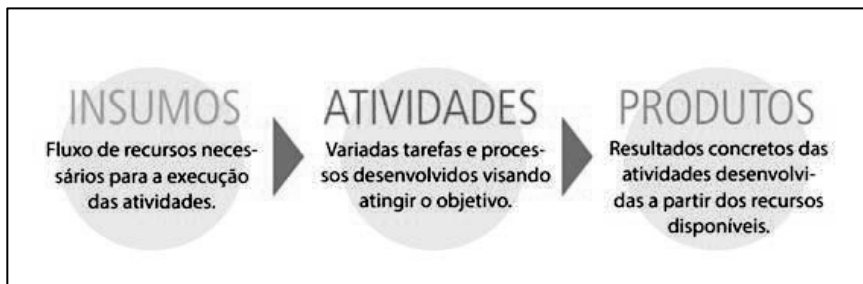 INSUMOS
Fluxo de recursos neces-
sários para a execução
das atividades.
ATIVIDADES
Variadas tarefas e proces-
sos desenvolvidos visando
atingir o objetivo.
PRODUTOS
Resultados concretos das
atividades desenvolvi-
das a partir dos recursos
disponíveis.